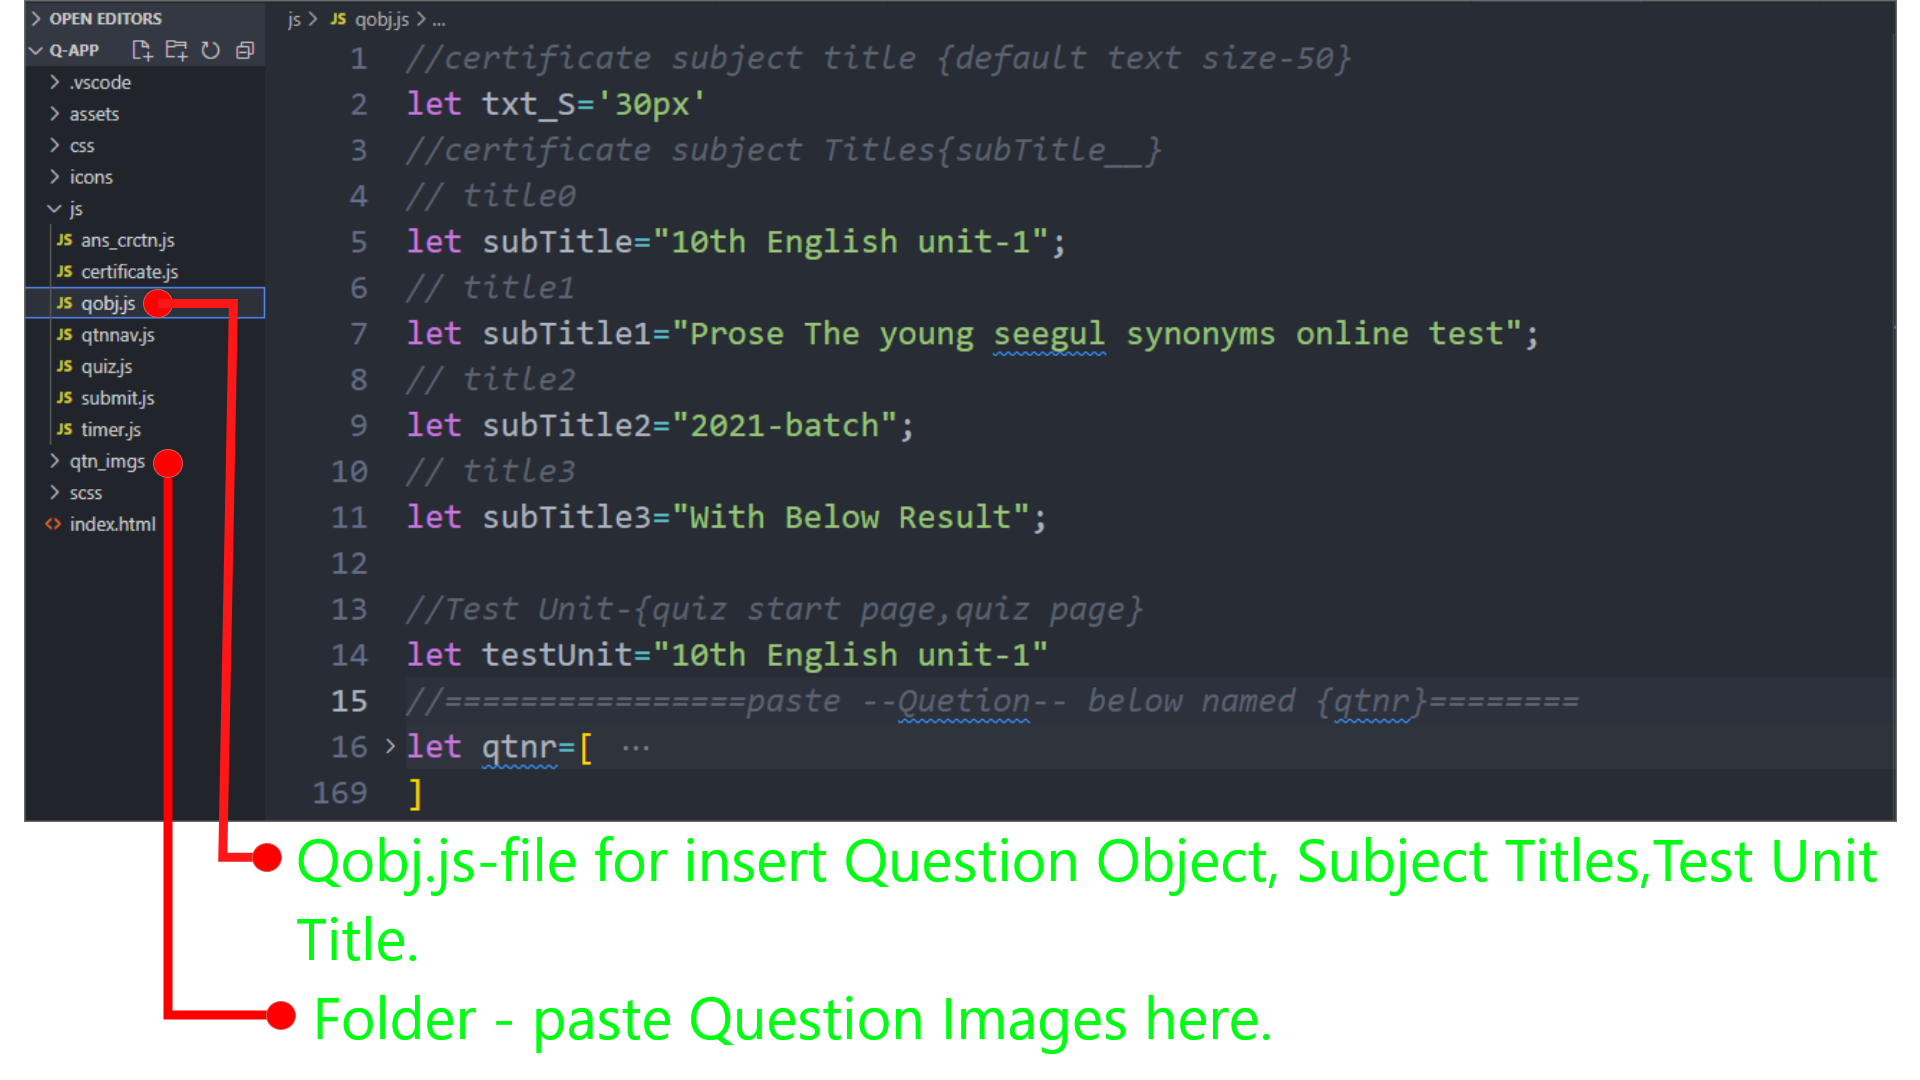 OPEN EDITORS
Q-APP
.vscode
assets
css
icons
js
JS ans_crctn.js
JS certificate.js
JS qobj.js
JS qtnnav.js
JS quiz.js
JS submit.js
JS timer.js
qtn_imgs
scss
<> index.html
js > JS qobj.js > ...
1 //certificate subject title {default text size-50}
2 let txt_S='30px'
3 //certificate subject Titles{subTitle__}
4 // title0
5 let subTitle="10th English unit-1";
6 // title1
7 let subTitle1="Prose The young seegul synonyms online test";
8 // title2
9 let subTitle2="2021-batch";
10 // title3
11 let subTitle3="With Below Result";
12
13 //Test Unit-{quiz start page,quiz page}
14 let testUnit="10th English unit-1"
15 //================paste --Quetion-- below named {qtnr}========
16 > let qtnr=[ ...
169 ]
Qobj.js-file for insert Question Object, Subject Titles,Test Unit
Title.
Folder - paste Question Images here.